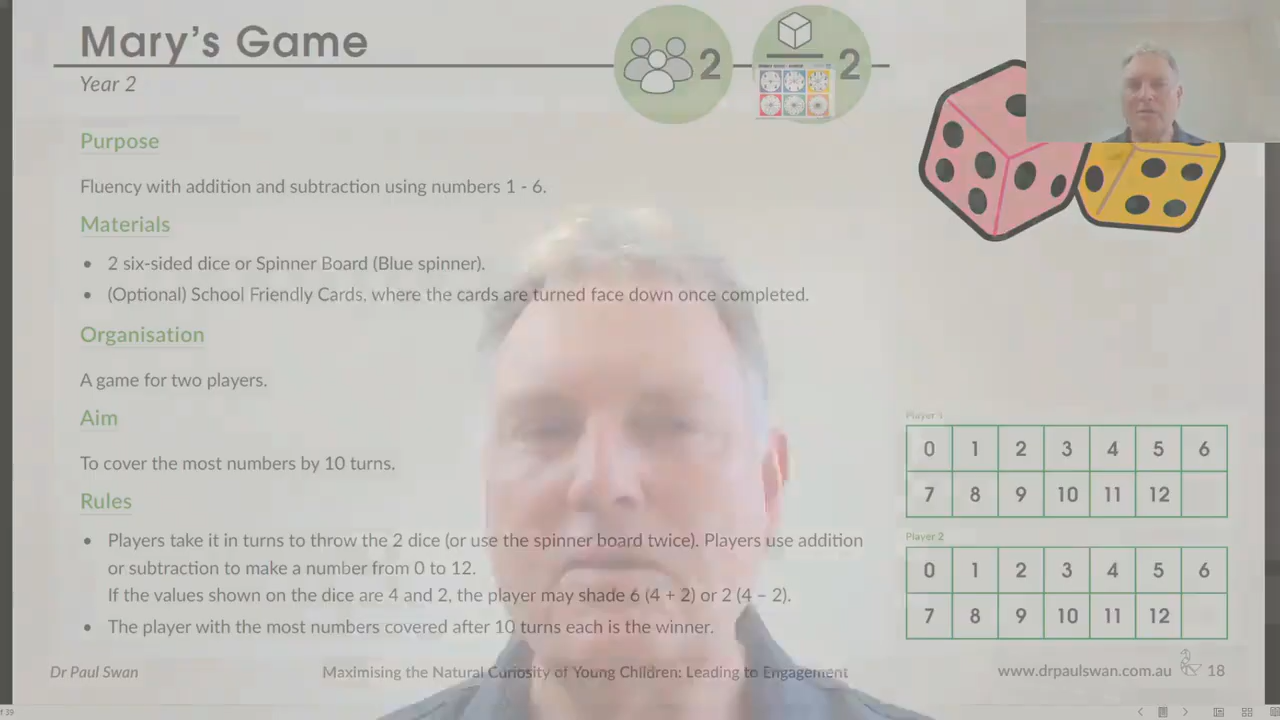 Mary's Game
2
2
Year 2
Purpose
Fluency with addition and subtraction using numbers 1 - 6.
Materials
• 2 six-sided dice or Spinner Board (Blue spinner).
• (Optional) School Friendly Cards, where the cards are turned face down once completed.
Organisation
A game for two players.
Aim
To cover the most numbers by 10 turns.
Rules
• Players take it in turns to throw the 2 dice (or use the spinner board twice). Players use addition
or subtraction to make a number from 0 to 12.
If the values shown on the dice are 4 and 2, the player may shade 6 (4 + 2) or 2 (4 – 2).
• The player with the most numbers covered after 10 turns each is the winner.
Player 1
0 1 2 3 4 5 6
7 8 9 10 11 12
Player 2
0 1 2 3 4 5 6
7 8 9 10 11 12
Dr Paul Swan
Maximising the Natural Curiosity of Young Children: Leading to Engagement
www.drpaulswan.com.au 18
of 39